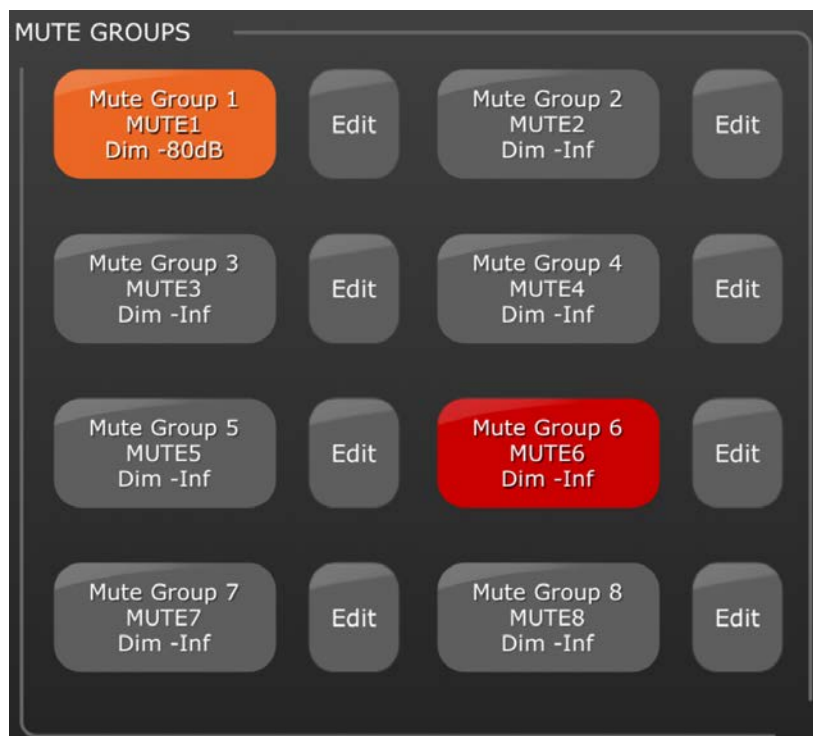 MUTE GROUPS
Mute Group 1
MUTE1
Dim -80dB
Edit
Mute Group 2
MUTE2
Dim -Inf
Edit
Mute Group 3
MUTE3
Dim -Inf
Edit
Mute Group 4
MUTE4
Dim -Inf
Edit
Mute Group 5
MUTE5
Dim -Inf
Edit
Mute Group 6
MUTE6
Dim -Inf
Edit
Mute Group 7
MUTE7
Dim -Inf
Edit
Mute Group 8
MUTE8
Dim -Inf
Edit